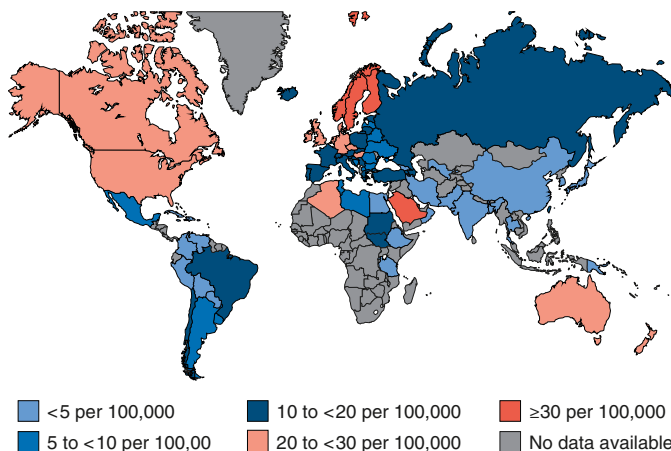 <5 per 100,000
10 to <20 per 100,000
≥30 per 100,000
5 to <10 per 100,00
20 to <30 per 100,000
No data available